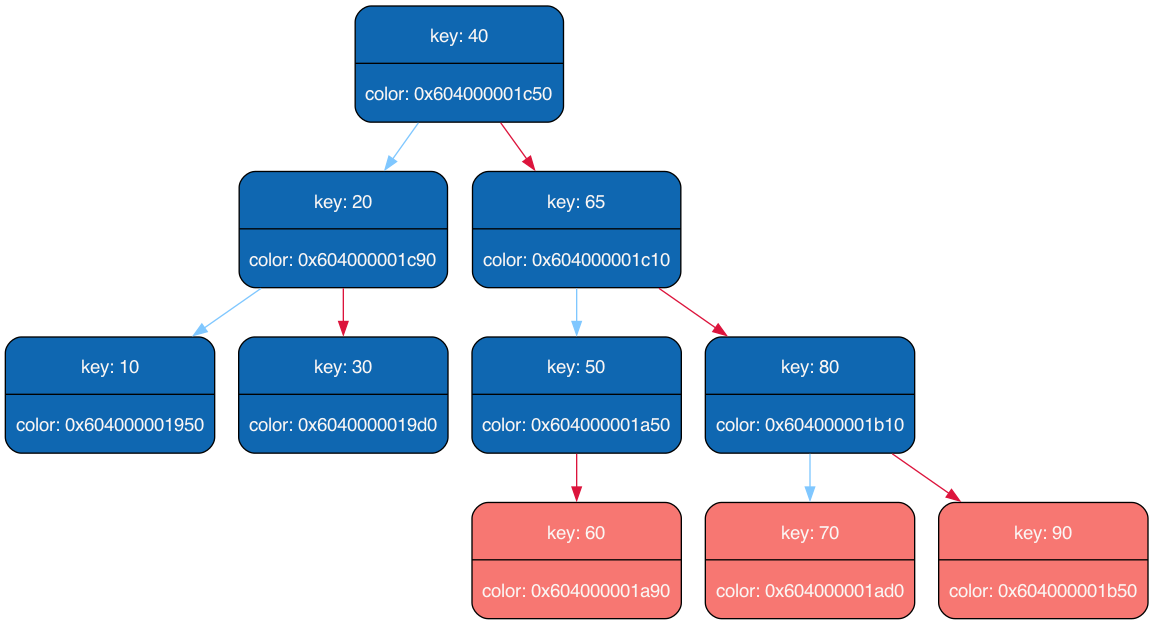 key: 40
color: 0x604000001c50
key: 20
color: 0x604000001c90
key: 65
color: 0x604000001c10
key: 10
color: 0x604000001950
key: 30
color: 0x6040000019d0
key: 50
color: 0x604000001a50
key: 80
color: 0x604000001b10
key: 60
color: 0x604000001a90
key: 70
color: 0x604000001ad0
key: 90
color: 0x604000001b50